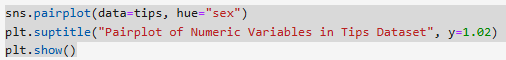 sns.pairplot(data=tips, hue="sex")
plt.suptitle("Pairplot of Numeric Variables in Tips Dataset", y=1.02)
plt.show()